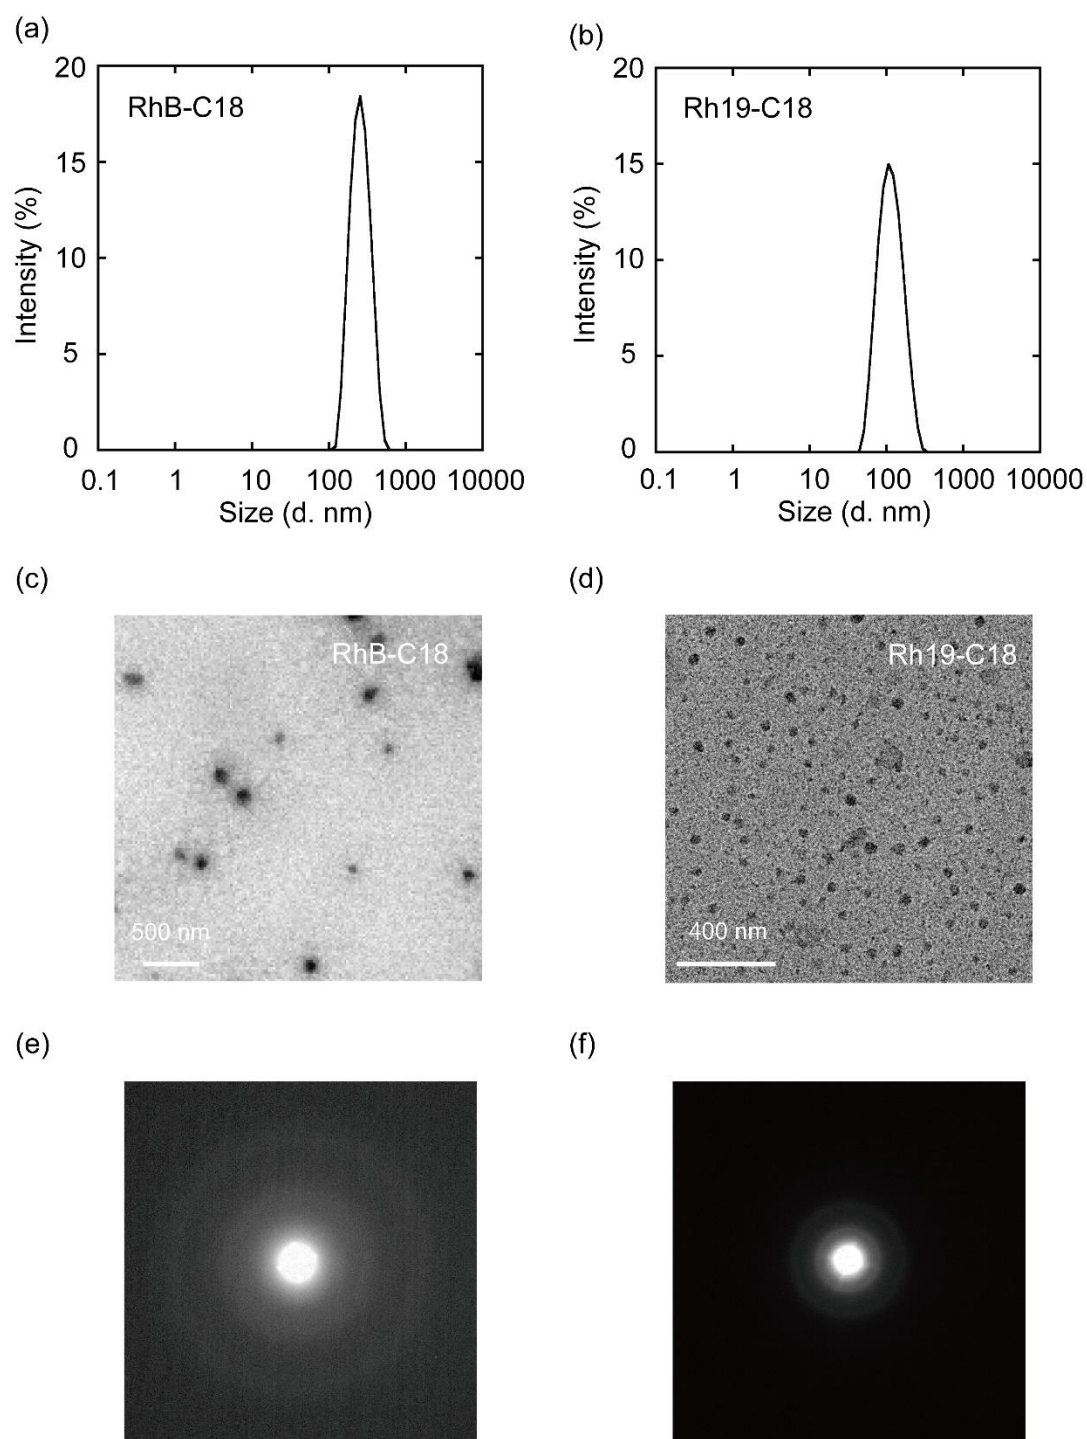 (a)
20
RhB-C18
15
Intensity (%)
10
5
0
0.1 1 10 100 1000 10000
Size (d. nm)
(b)
20
Rh19-C18
15
Intensity (%)
10
5
0
0.1 1 10 100 1000 10000
Size (d. nm)
(c)
RhB-C18
500 nm
(d)
Rh19-C18
400 nm
(e)
(f)